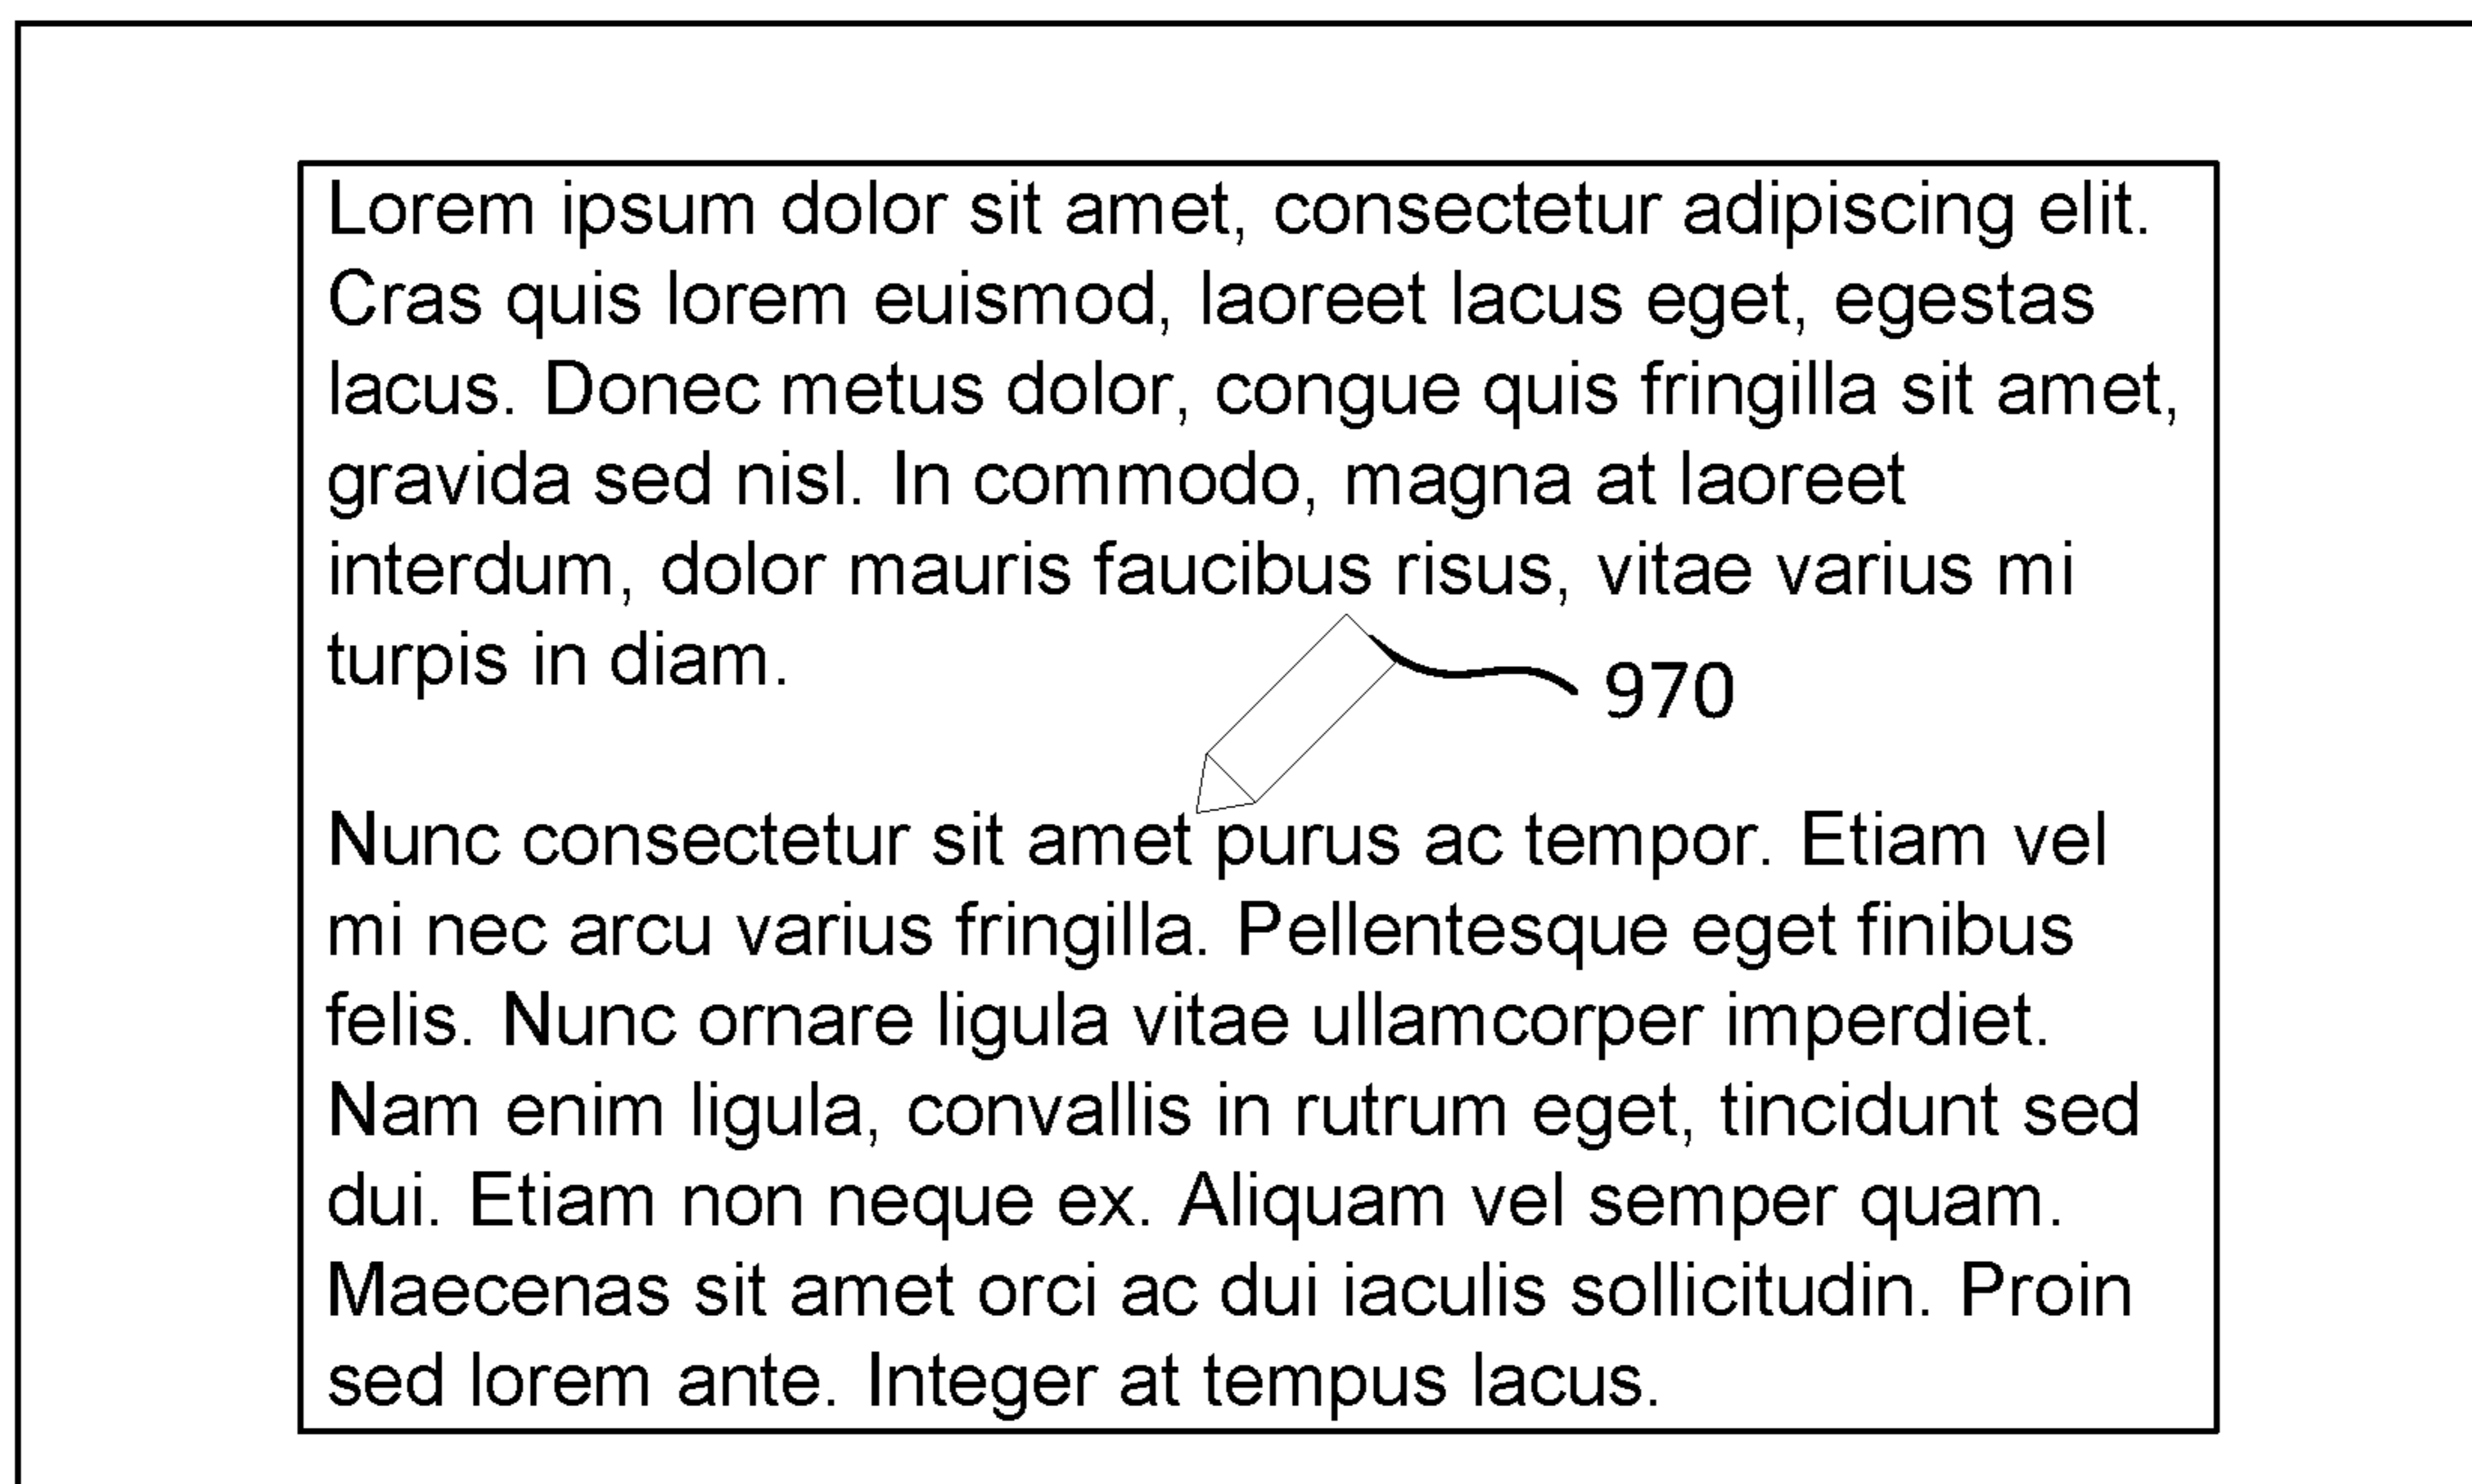 Lorem ipsum dolor sit amet, consectetur adipiscing elit.
Cras quis lorem euismod, laoreet lacus eget, egestas
lacus. Donec metus dolor, congue quis fringilla sit amet,
gravida sed nisl. In commodo, magna at laoreet
interdum, dolor mauris faucibus risus, vitae varius mi
turpis in diam.
970
Nunc consectetur sit amet purus ac tempor. Etiam vel
mi nec arcu varius fringilla. Pellentesque eget finibus
felis. Nunc ornare ligula vitae ullamcorper imperdiet.
Nam enim ligula, convallis in rutrum eget, tincidunt sed
dui. Etiam non neque ex. Aliquam vel semper quam.
Maecenas sit amet orci ac dui iaculis sollicitudin. Proin
sed lorem ante. Integer at tempus lacus.